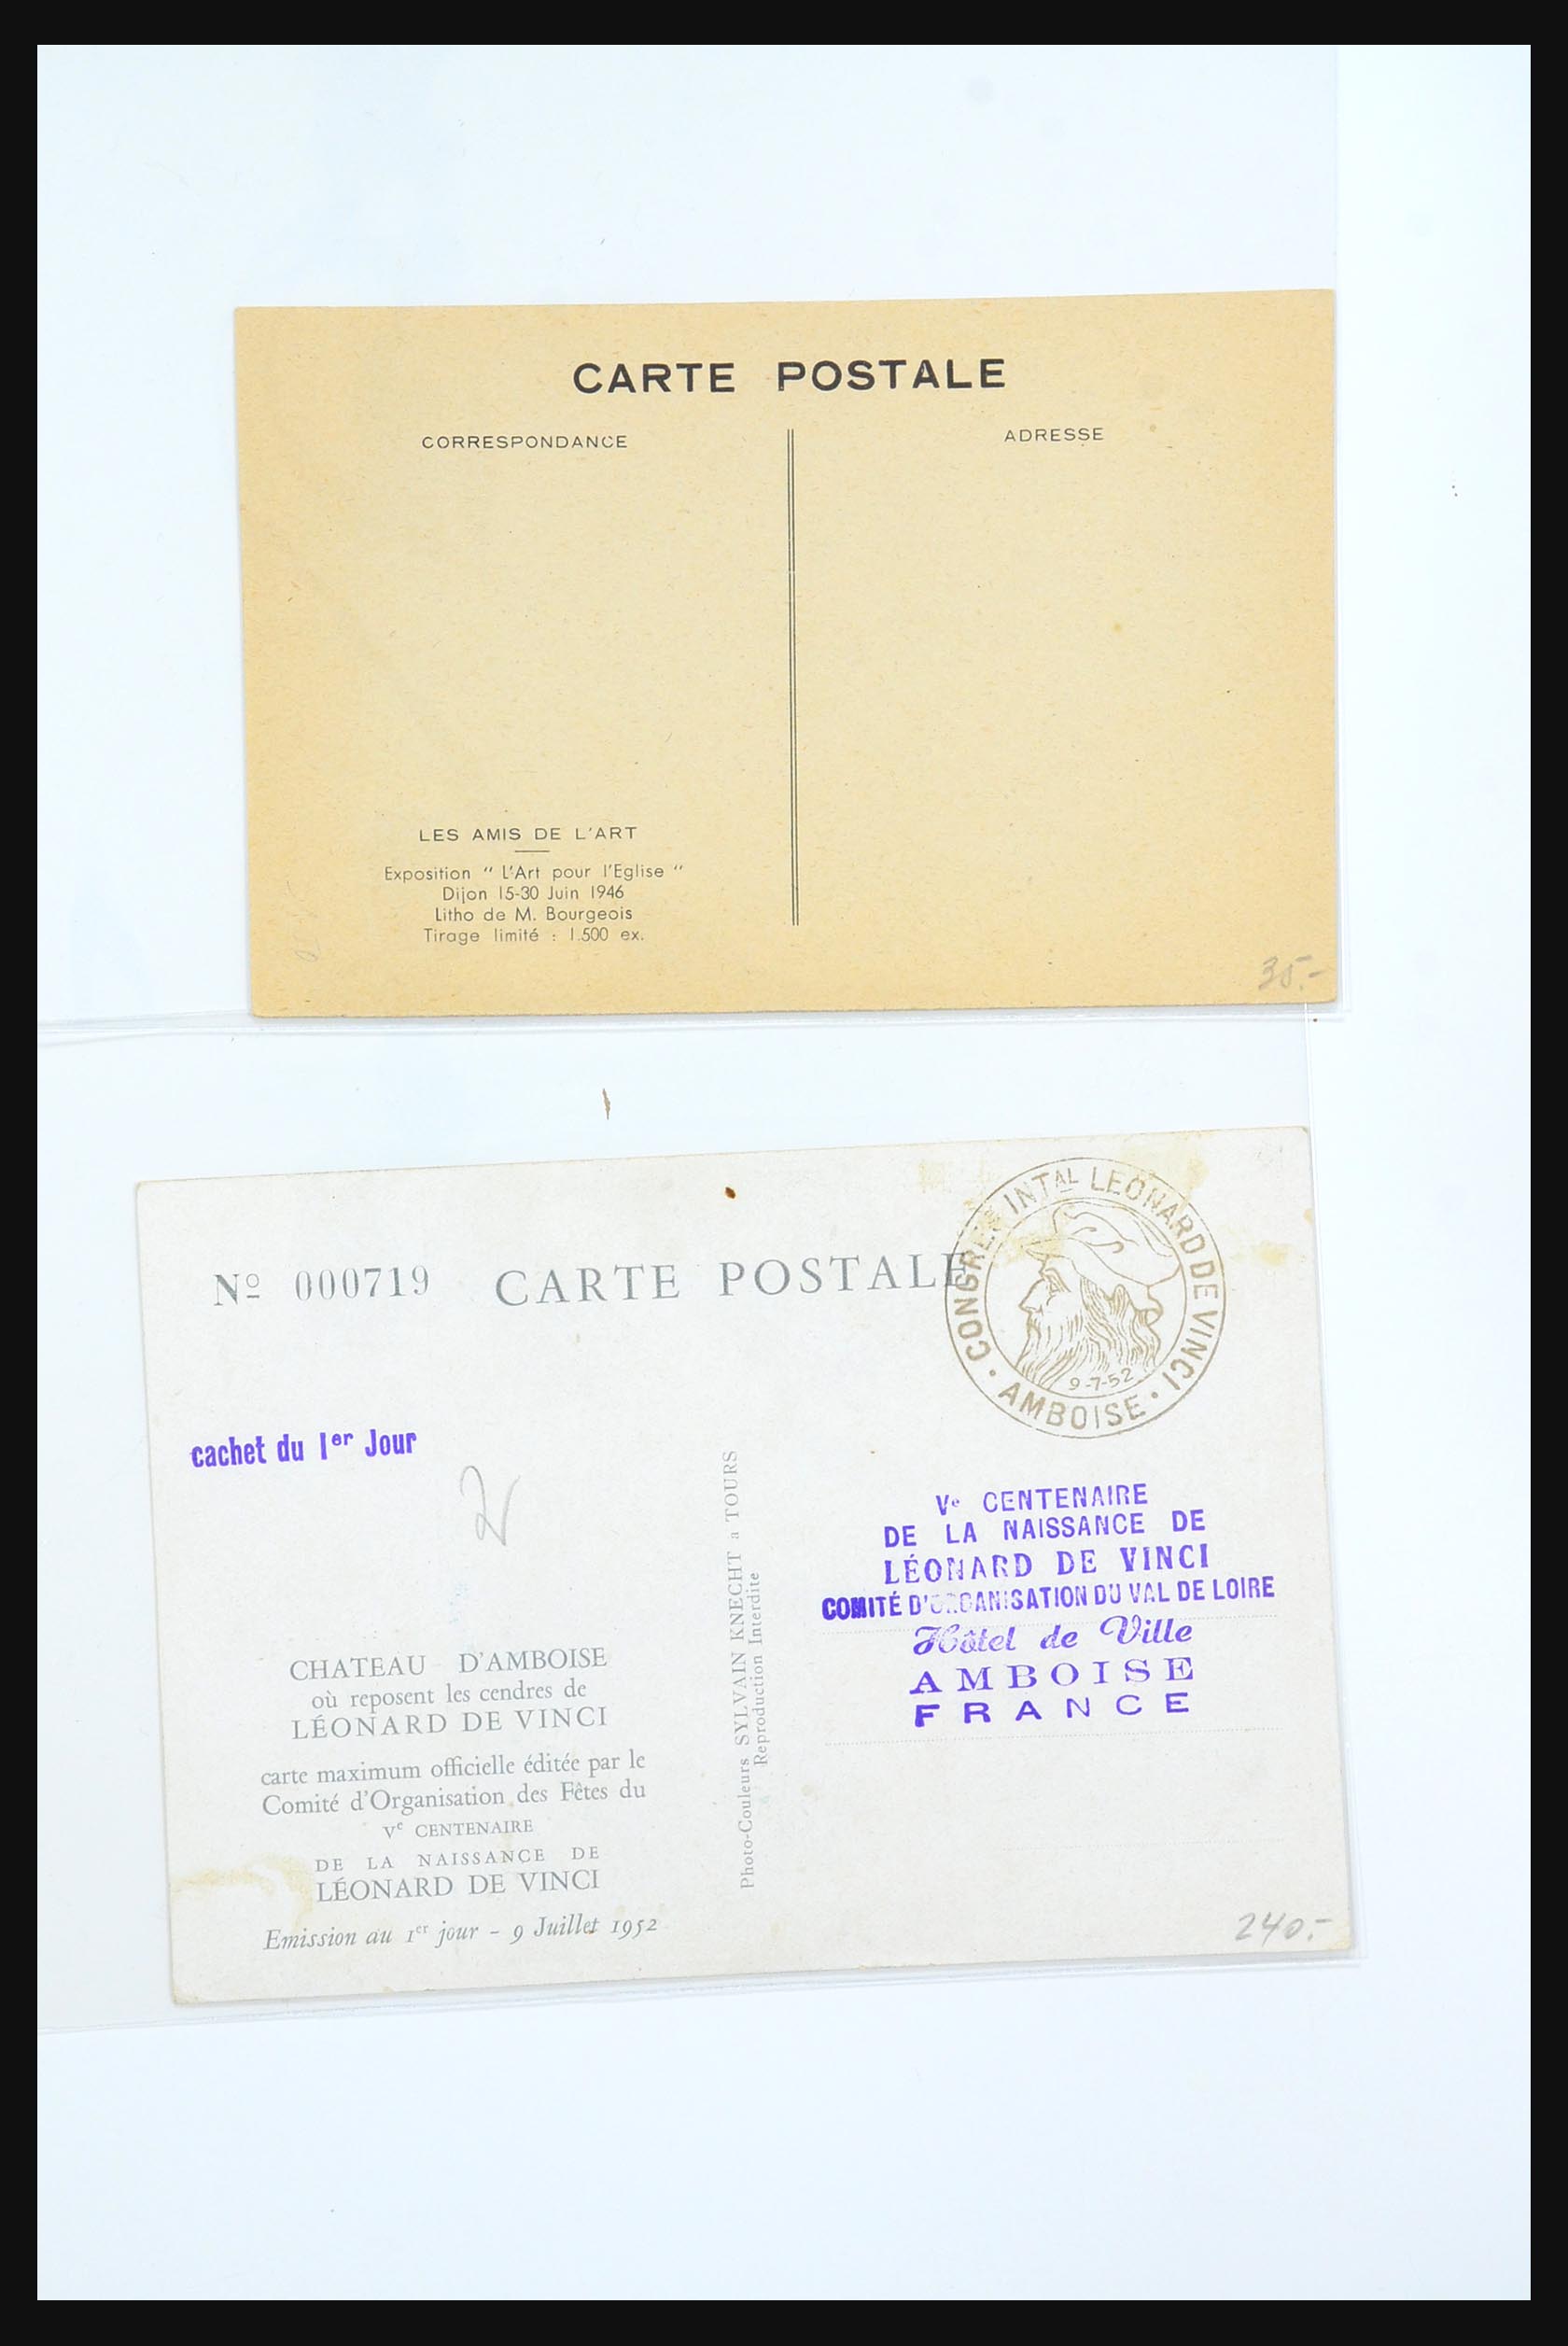 CARTE POSTALE
CORRESPONDANCE
ADRESSE
LES AMIS DE L'ART
Exposition " L'Art pour l'Eglise "
Dijon 15-30 Juin 1946
Litho de M. Bourgeois
Tirage limité : 1.500 ex.
35.-
Nº 000719 CARTE POSTALE
CONGRES INTAL LEONARD DE VINCI
9-7-52
• AMBOISE •
cachet du 1er Jour
2
CHATEAU D'AMBOISE
où reposent les cendres de
LÉONARD DE VINCI
carte maximum officielle éditée par le
Comité d'Organisation des Fêtes du
Ve CENTENAIRE
DE LA NAISSANCE DE
LÉONARD DE VINCI
Emission au 1er jour - 9 Juillet 1952
Photo-Couleurs SYLVAIN KNECHT a TOURS
Reproduction Interdite
Ve CENTENAIRE
DE LA NAISSANCE DE
LÉONARD DE VINCI
COMITÉ D'ORGANISATION DU VAL DE LOIRE
Hôtel de Ville
AMBOISE
FRANCE
240.-